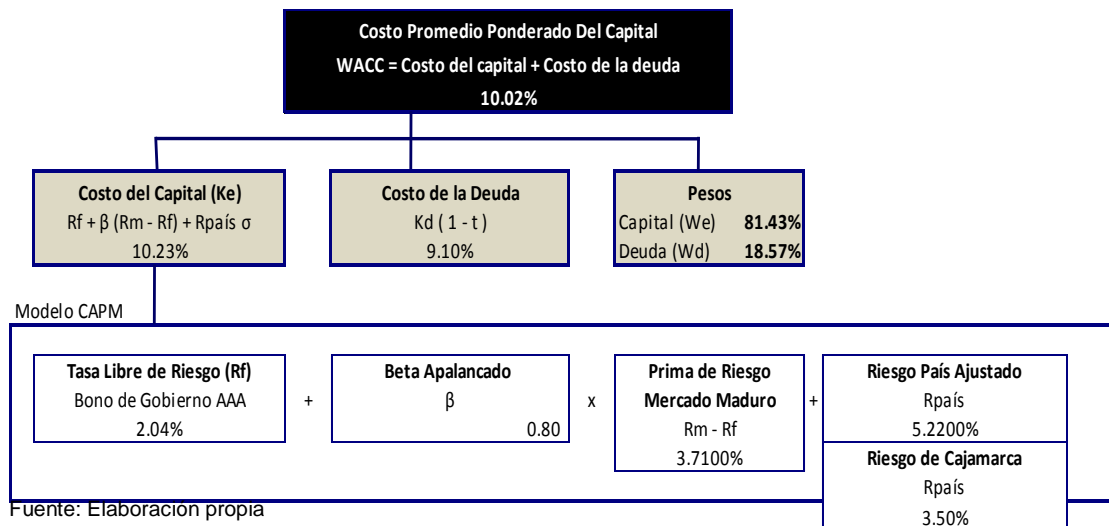 Costo Promedio Ponderado Del Capital
WACC = Costo del capital + Costo de la deuda
10.02%
Costo del Capital (Ke)
Rf + β (Rm - Rf) + Rpaís σ
10.23%
Costo de la Deuda
Kd ( 1 - t )
9.10%
Pesos
Capital (We) 81.43%
Deuda (Wd) 18.57%
Modelo CAPM
Tasa Libre de Riesgo (Rf)
Bono de Gobierno AAA
2.04%
+
Beta Apalancado
β
0.80
x
Prima de Riesgo
Mercado Maduro
Rm - Rf
3.7100%
+
Riesgo País Ajustado
Rpaís
5.2200%
Riesgo de Cajamarca
Rpaís
3.50%
Fuente: Elaboración propia